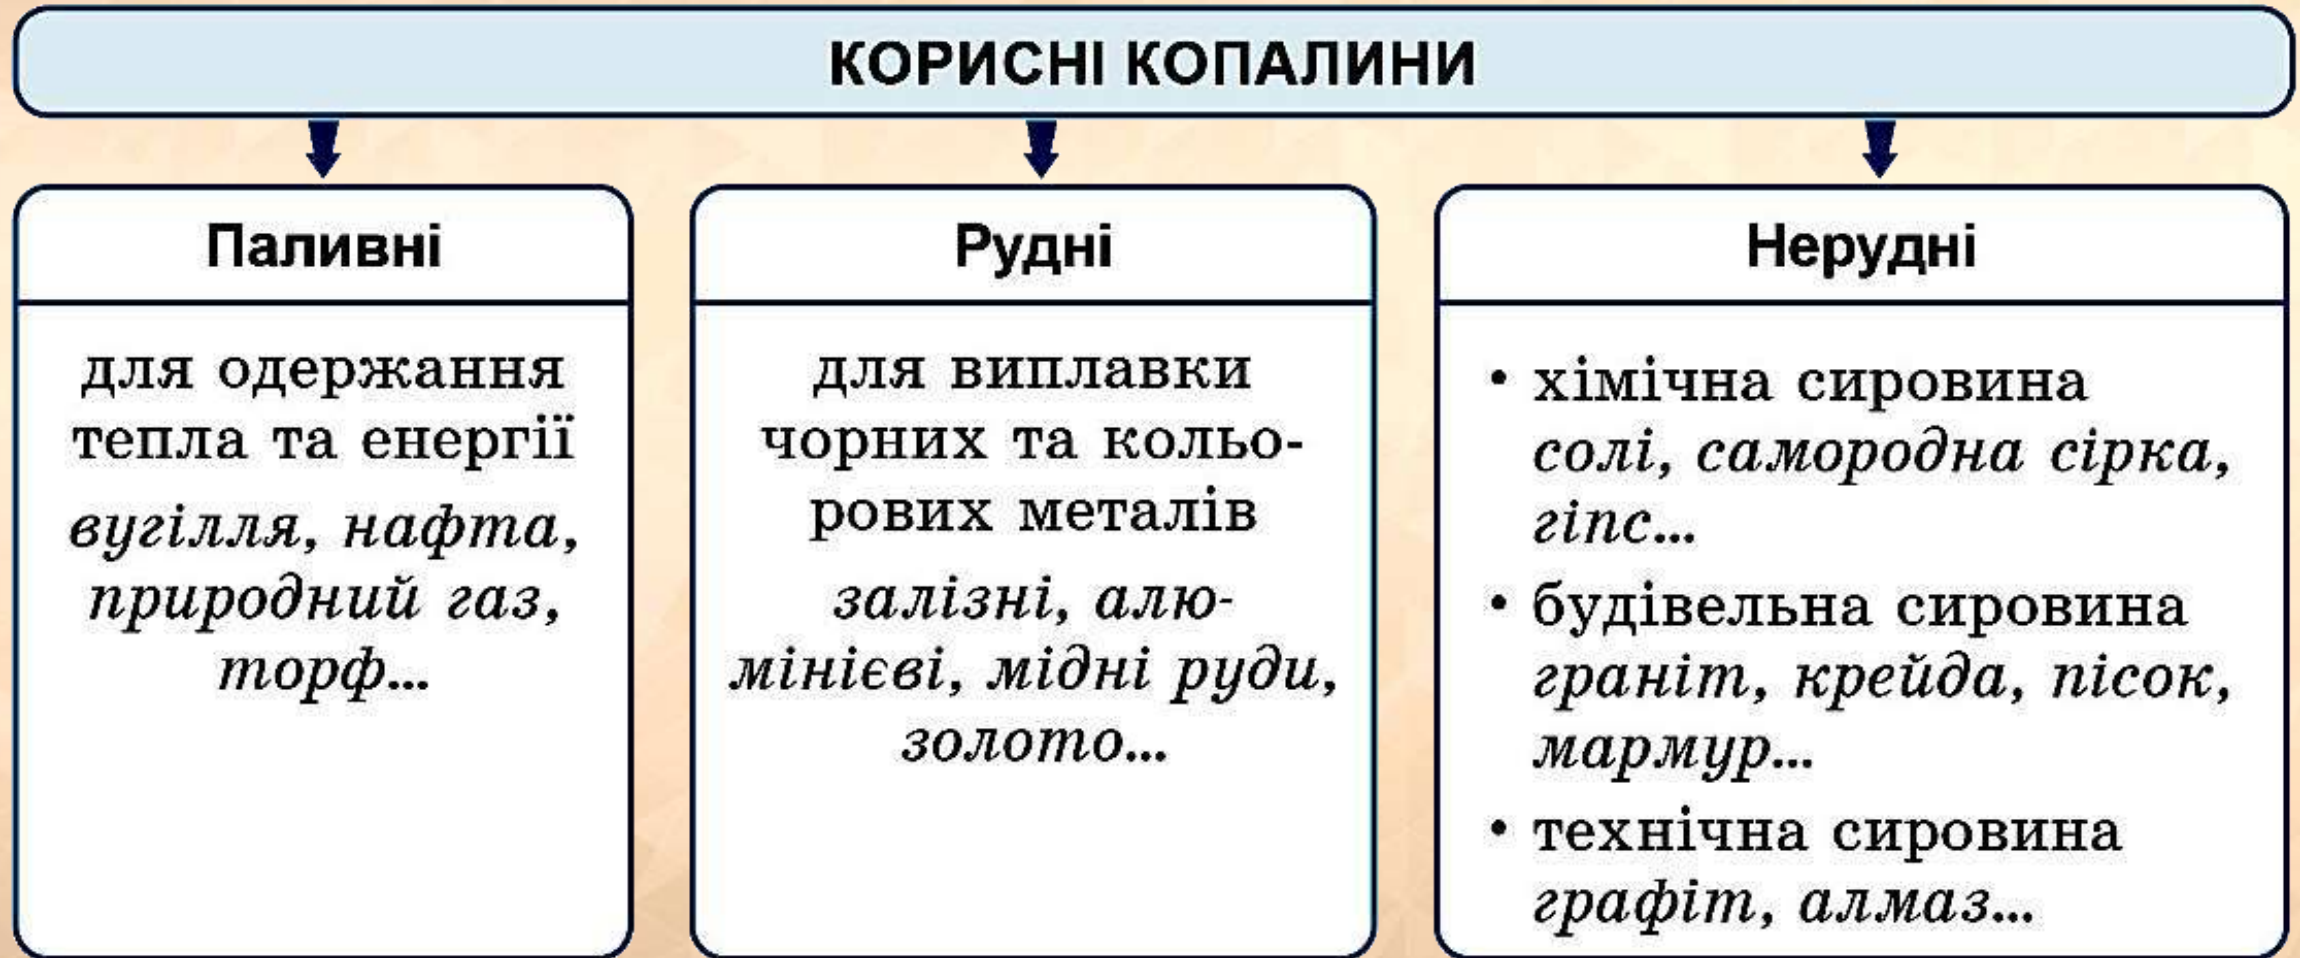 КОРИСНІ КОПАЛИНИ
Паливні
для одержання
тепла та енергії
вугілля, нафта,
природний газ,
торф...
Рудні
для виплавки
чорних та кольо-
рових металів
залізні, алю-
мінієві, мідні руди,
золото...
Нерудні
• хімічна сировина
солі, самородна сірка,
гіпс...
• будівельна сировина
граніт, крейда, пісок,
мармур...
• технічна сировина
графіт, алмаз...